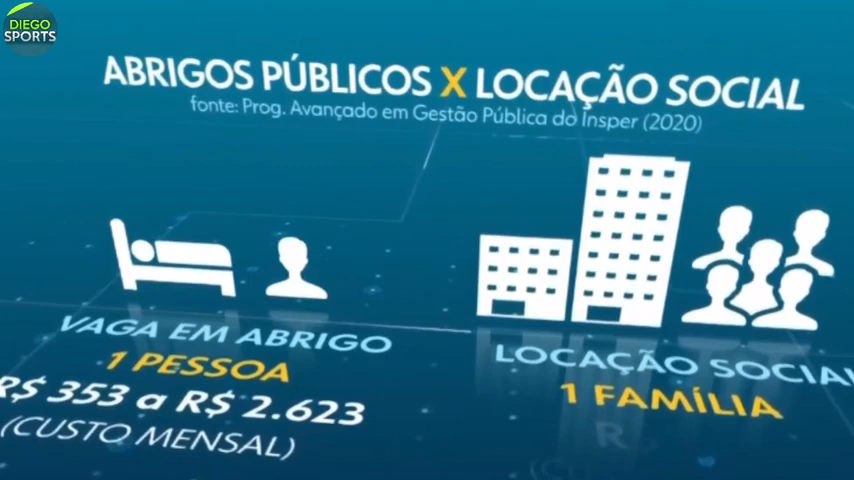 DIEGO
SPORTS
ABRIGOS PÚBLICOS X LOCAÇÃO SOCIAL
fonte: Prog. Avançado em Gestão Pública do Insper (2020)
VAGA EM ABRIGO
1 PESSOA
R$ 353 a R$ 2.623
(CUSTO MENSAL)
LOCAÇÃO SOCIAL
1 FAMÍLIA